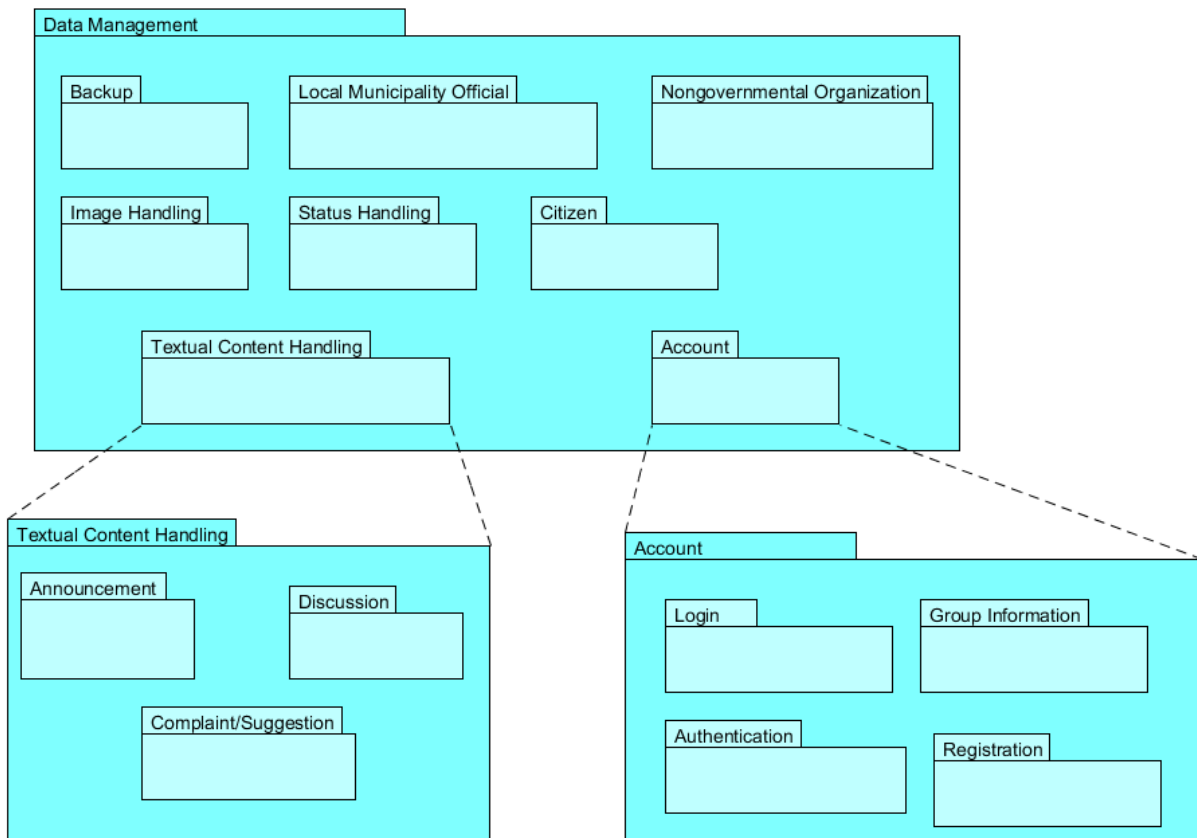 Data Management
Backup
Local Municipality Official
Nongovernmental Organization
Image Handling
Status Handling
Citizen
Textual Content Handling
Account
Textual Content Handling
Account
Announcement
Discussion
Login
Group Information
Complaint/Suggestion
Authentication
Registration